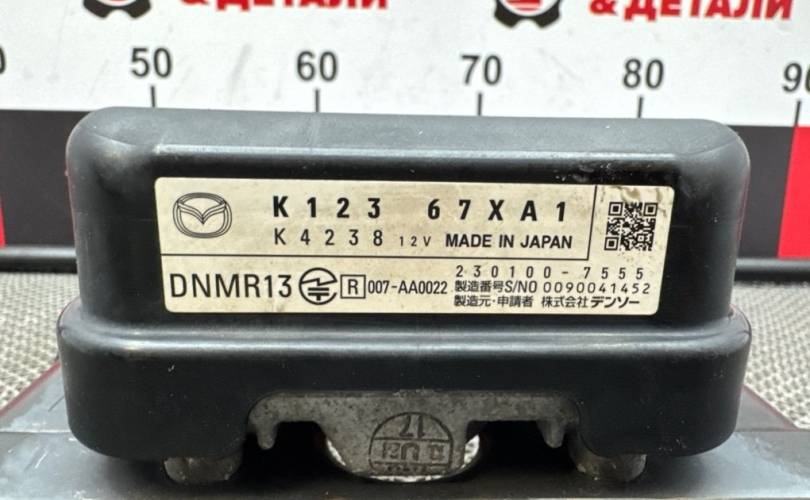 & ДЕТАЛИ
& ДЕТАЛИ
50 60 70 80 90
K123 67XA1
K4238 12V MADE IN JAPAN
DNMR13 R 007-AA0022
230100-7555
製造番号S/N0 0090041452
製造元・申請者 株式会社デンソー
17